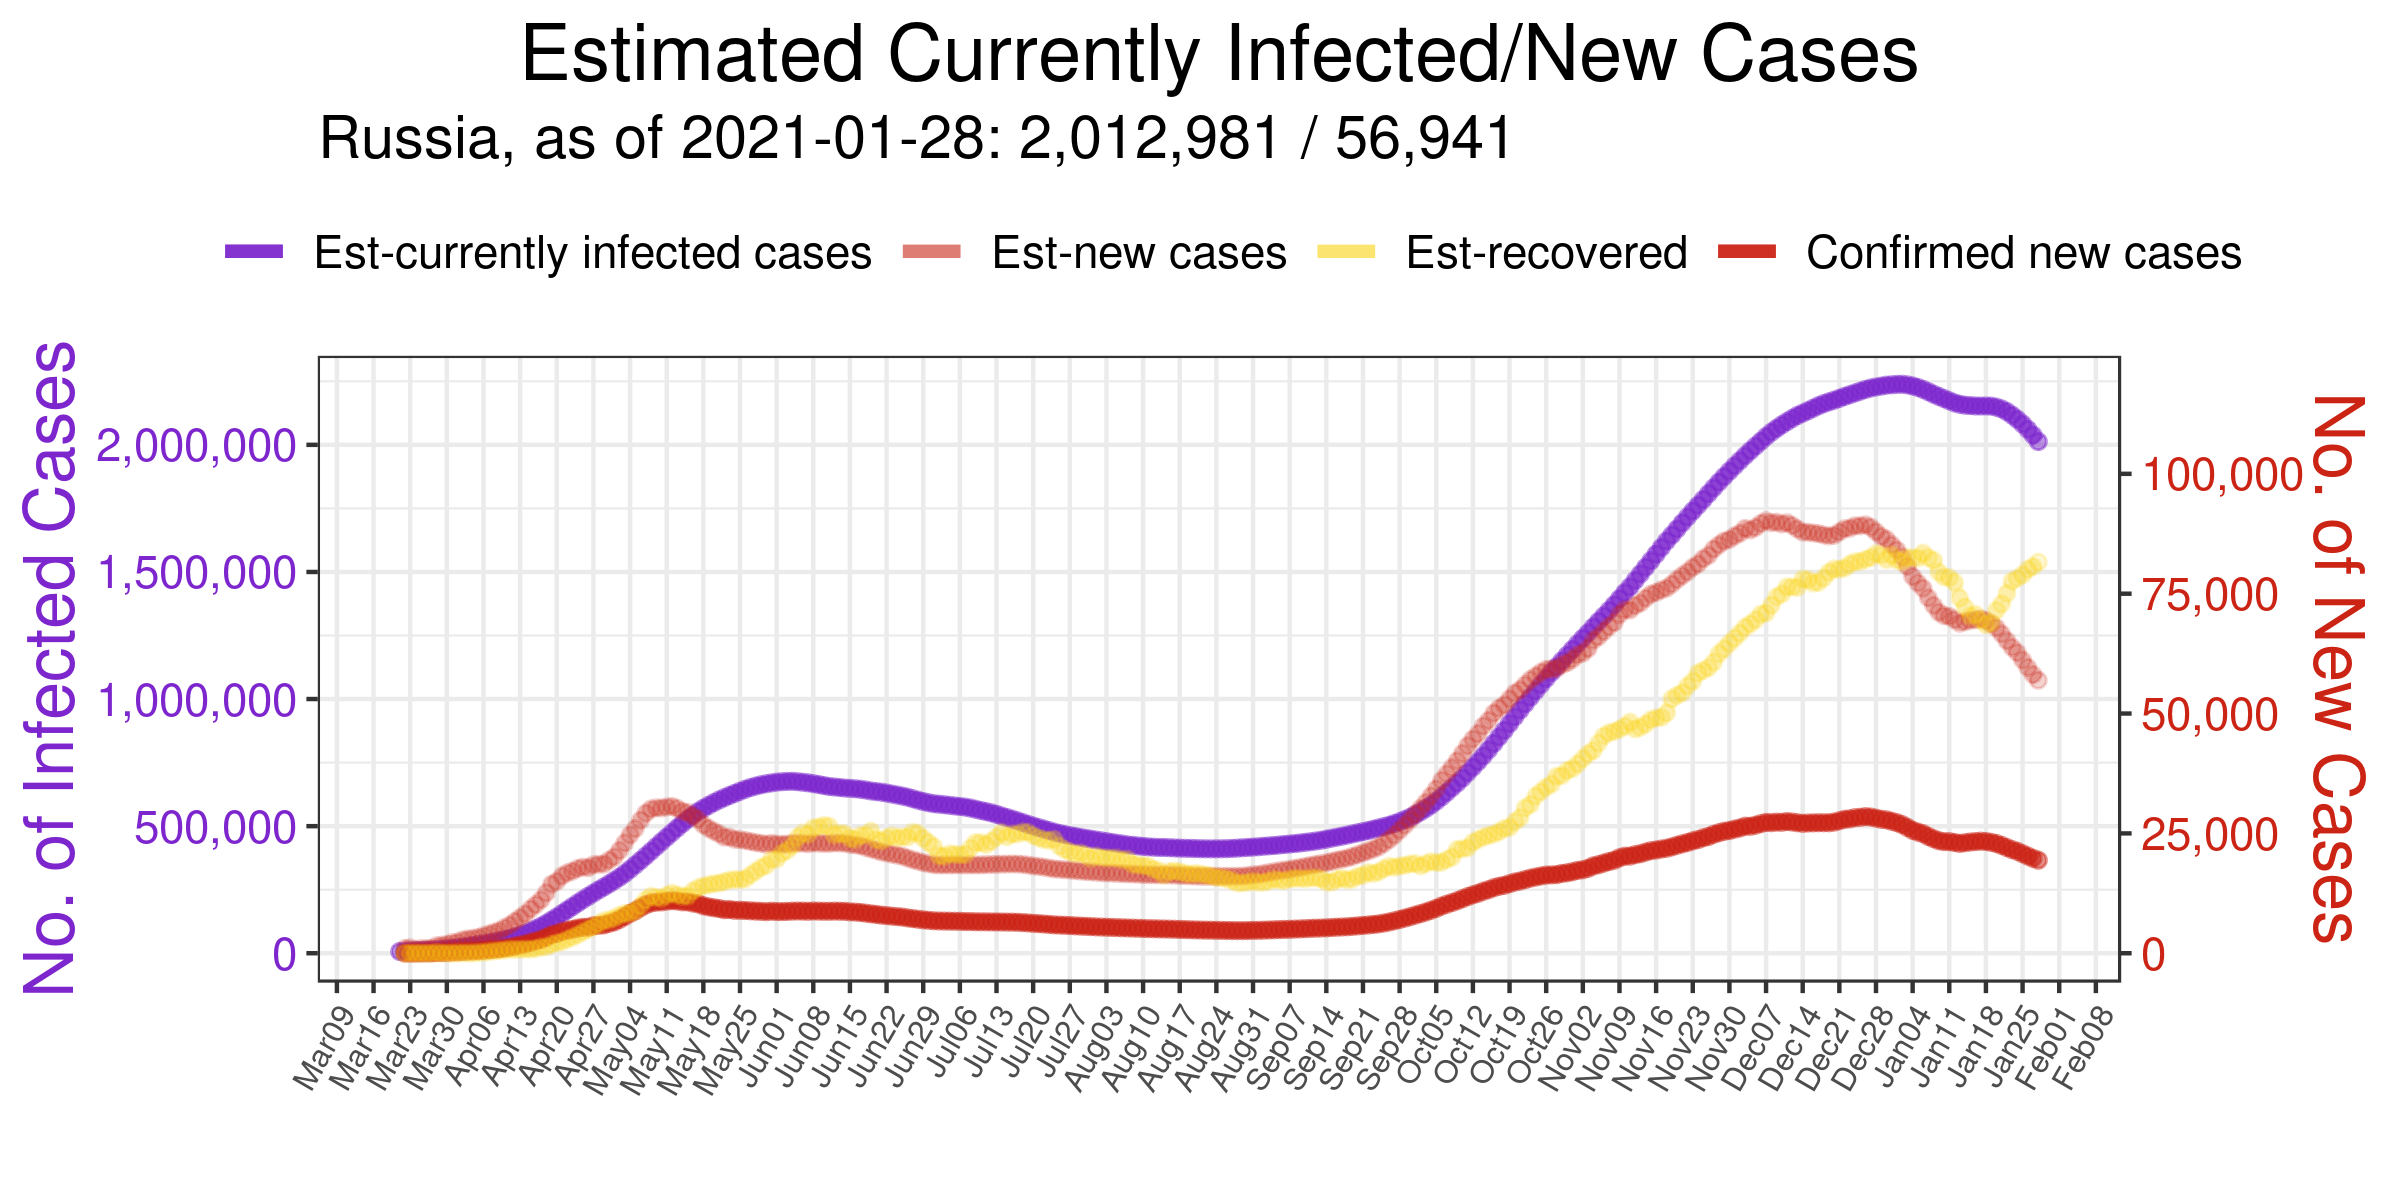 Estimated Currently Infected/New Cases
Russia, as of 2021-01-28: 2,012,981 / 56,941
Est-currently infected cases Est-new cases Est-recovered Confirmed new cases
No. of Infected Cases
2,000,000
1,500,000
1,000,000
500,000
0
100,000
75,000
50,000
25,000
0
No. of New Cases
Mar09 Mar16 Mar23 Mar30 Apr06 Apr13 Apr20 Apr27 May04 May11 May18 May25 Jun01 Jun08 Jun15 Jun22 Jun29 Jul06 Jul13 Jul20 Jul27 Aug03 Aug10 Aug17 Aug24 Aug31 Sep07 Sep14 Sep21 Sep28 Oct05 Oct12 Oct19 Oct26 Nov02 Nov09 Nov16 Nov23 Nov30 Dec07 Dec14 Dec21 Dec28 Jan04 Jan11 Jan18 Jan25 Feb01 Feb08